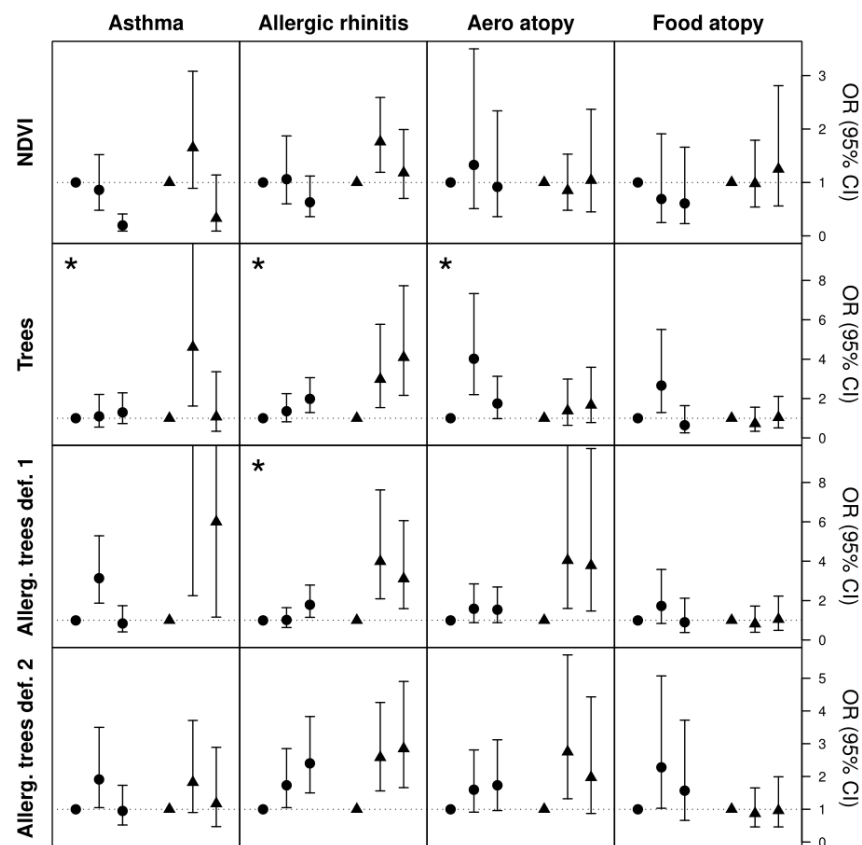 Asthma Allergic rhinitis Aero atopy Food atopy
NDVI
3
2
1
0
OR (95% CI)
*
*
*
Trees
8
6
4
2
0
OR (95% CI)
*
Allerg. trees def. 1
8
6
4
2
0
OR (95% CI)
Allerg. trees def. 2
5
4
3
2
1
0
OR (95% CI)